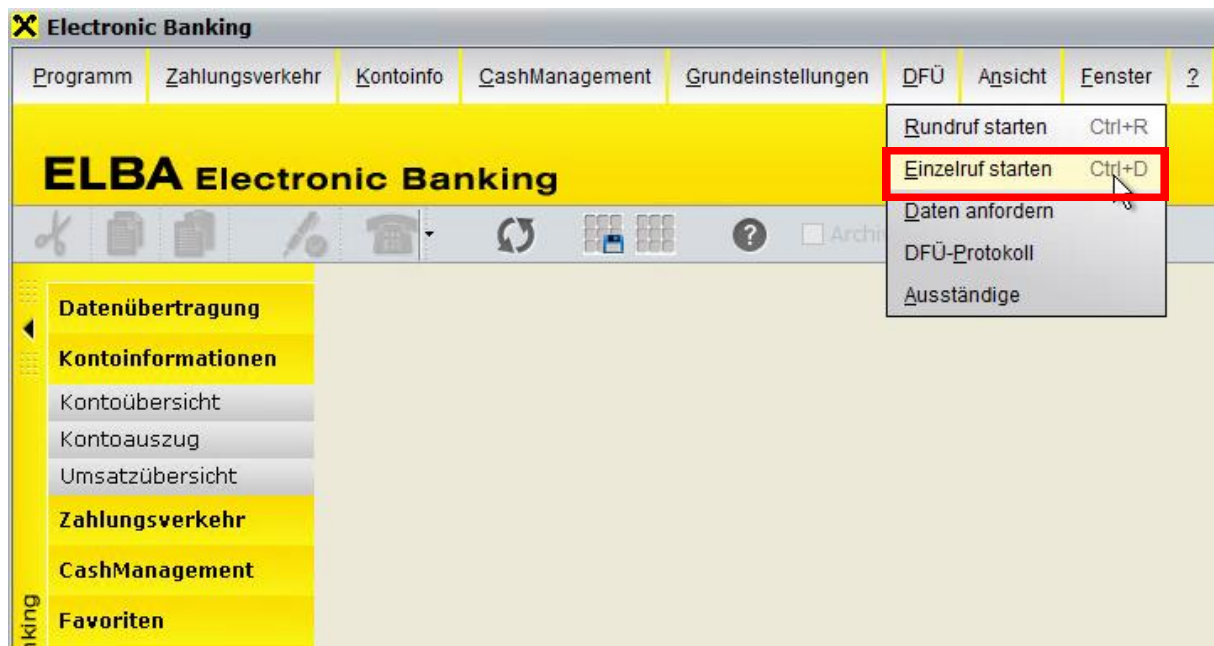 Electronic Banking
Programm Zahlungsverkehr Kontoinfo CashManagement Grundeinstellungen DFÜ Ansicht Fenster ?
Rundruf starten Ctrl+R
Einzelruf starten Ctrl+D
Daten anfordern
DFÜ-Protokoll
Ausständige
ELBA Electronic Banking
Datenübertragung
Kontoinformationen
Kontoübersicht
Kontoauszug
Umsatzübersicht
Zahlungsverkehr
CashManagement
Favoriten